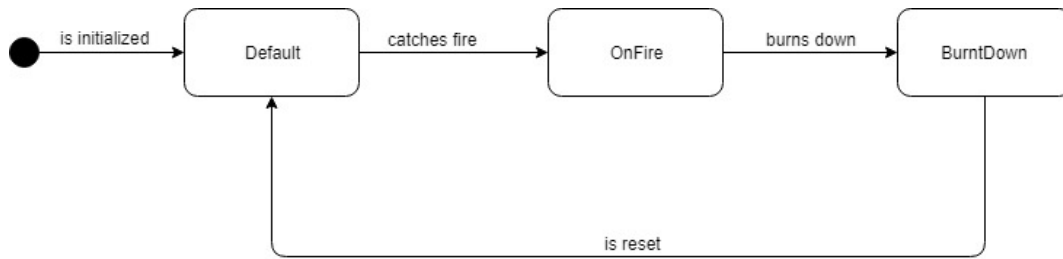 is initialized
Default
catches fire
OnFire
burns down
BurntDown
is reset